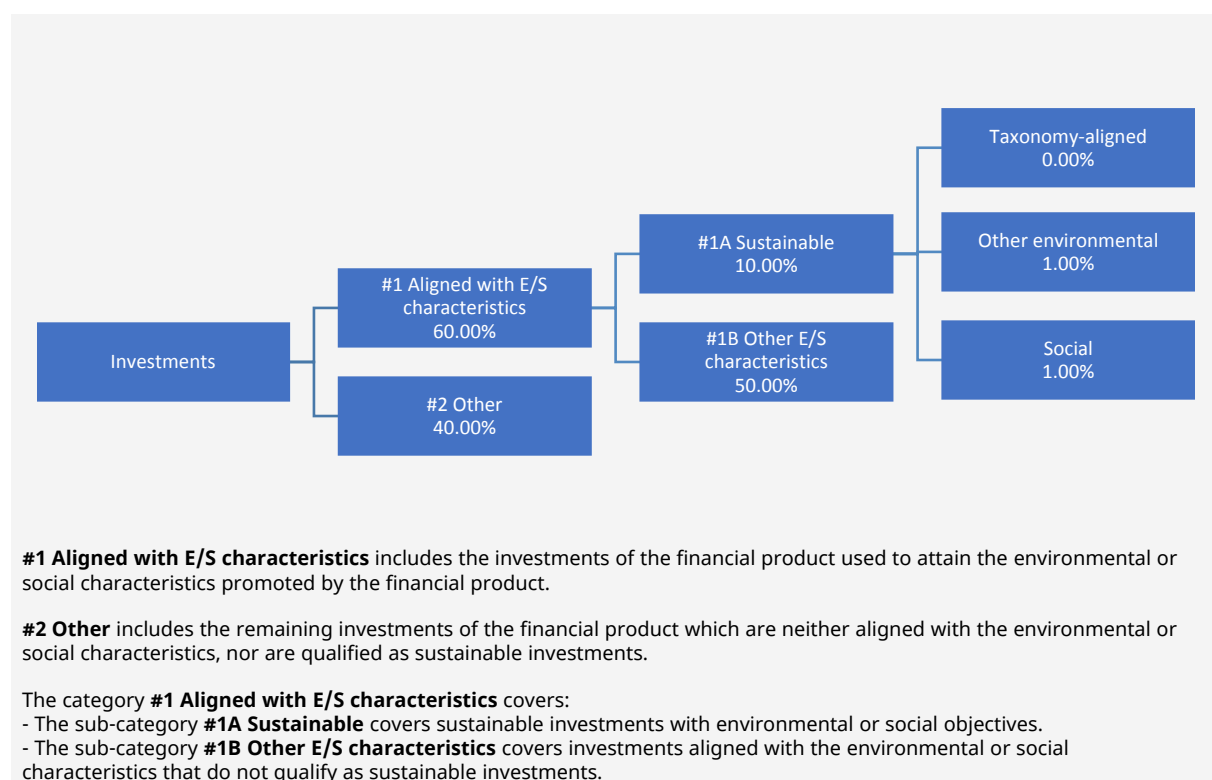 Investments
#1 Aligned with E/S
characteristics
60.00%
#2 Other
40.00%
#1A Sustainable
10.00%
#1B Other E/S
characteristics
50.00%
Taxonomy-aligned
0.00%
Other environmental
1.00%
Social
1.00%
#1 Aligned with E/S characteristics includes the investments of the financial product used to attain the environmental or
social characteristics promoted by the financial product.
#2 Other includes the remaining investments of the financial product which are neither aligned with the environmental or
social characteristics, nor are qualified as sustainable investments.
The category #1 Aligned with E/S characteristics covers:
- The sub-category #1A Sustainable covers sustainable investments with environmental or social objectives.
- The sub-category #1B Other E/S characteristics covers investments aligned with the environmental or social
characteristics that do not qualify as sustainable investments.